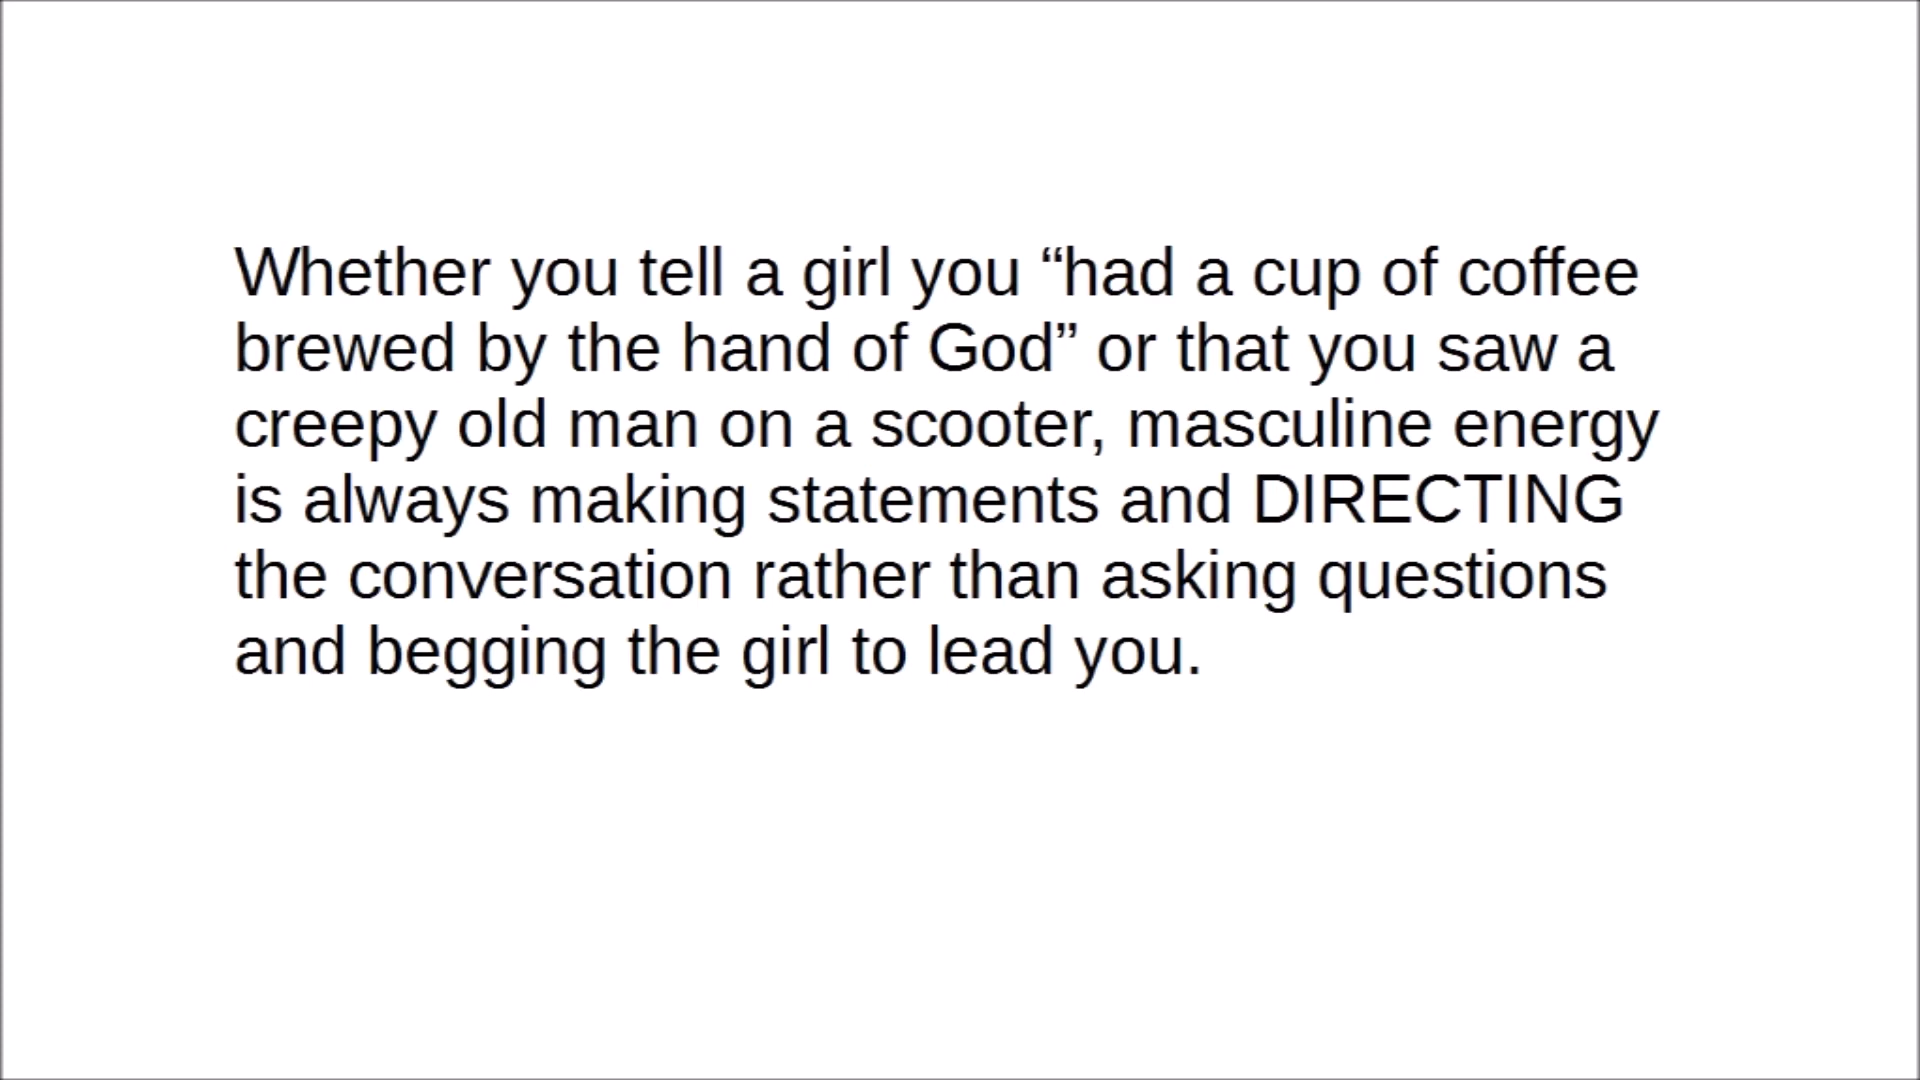 Whether you tell a girl you “had a cup of coffee
brewed by the hand of God” or that you saw a
creepy old man on a scooter, masculine energy
is always making statements and DIRECTING
the conversation rather than asking questions
and begging the girl to lead you.